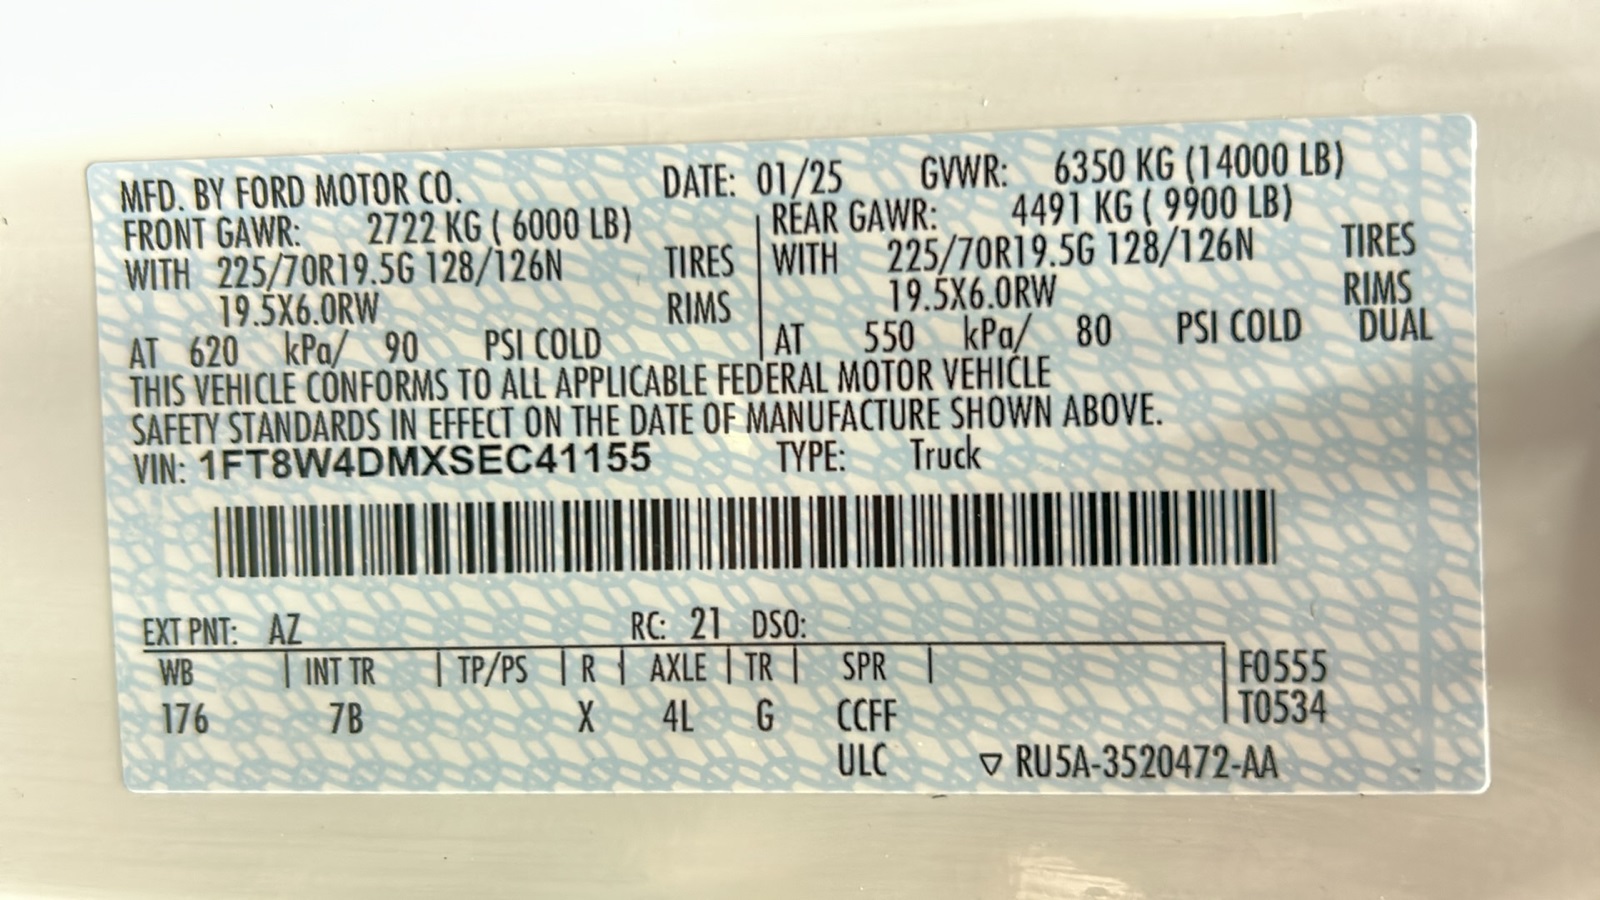 MFD. BY FORD MOTOR CO. DATE: 01/25 GVWR: 6350 KG (14000 LB)
FRONT GAWR: 2722 KG ( 6000 LB) REAR GAWR: 4491 KG ( 9900 LB)
WITH 225/70R19.5G 128/126N TIRES WITH 225/70R19.5G 128/126N TIRES
19.5X6.0RW RIMS 19.5X6.0RW RIMS
AT 620 kPa/ 90 PSI COLD AT 550 kPa/ 80 PSI COLD DUAL
THIS VEHICLE CONFORMS TO ALL APPLICABLE FEDERAL MOTOR VEHICLE
SAFETY STANDARDS IN EFFECT ON THE DATE OF MANUFACTURE SHOWN ABOVE.
VIN: 1FT8W4DMXSEC41155 TYPE: Truck
EXT PNT: AZ RC: 21 DSO:
WB | INT TR | TP/PS | R | AXLE | TR | SPR | F0555
176 7B X 4L G CCFF T0534
ULC ▽ RU5A-3520472-AA